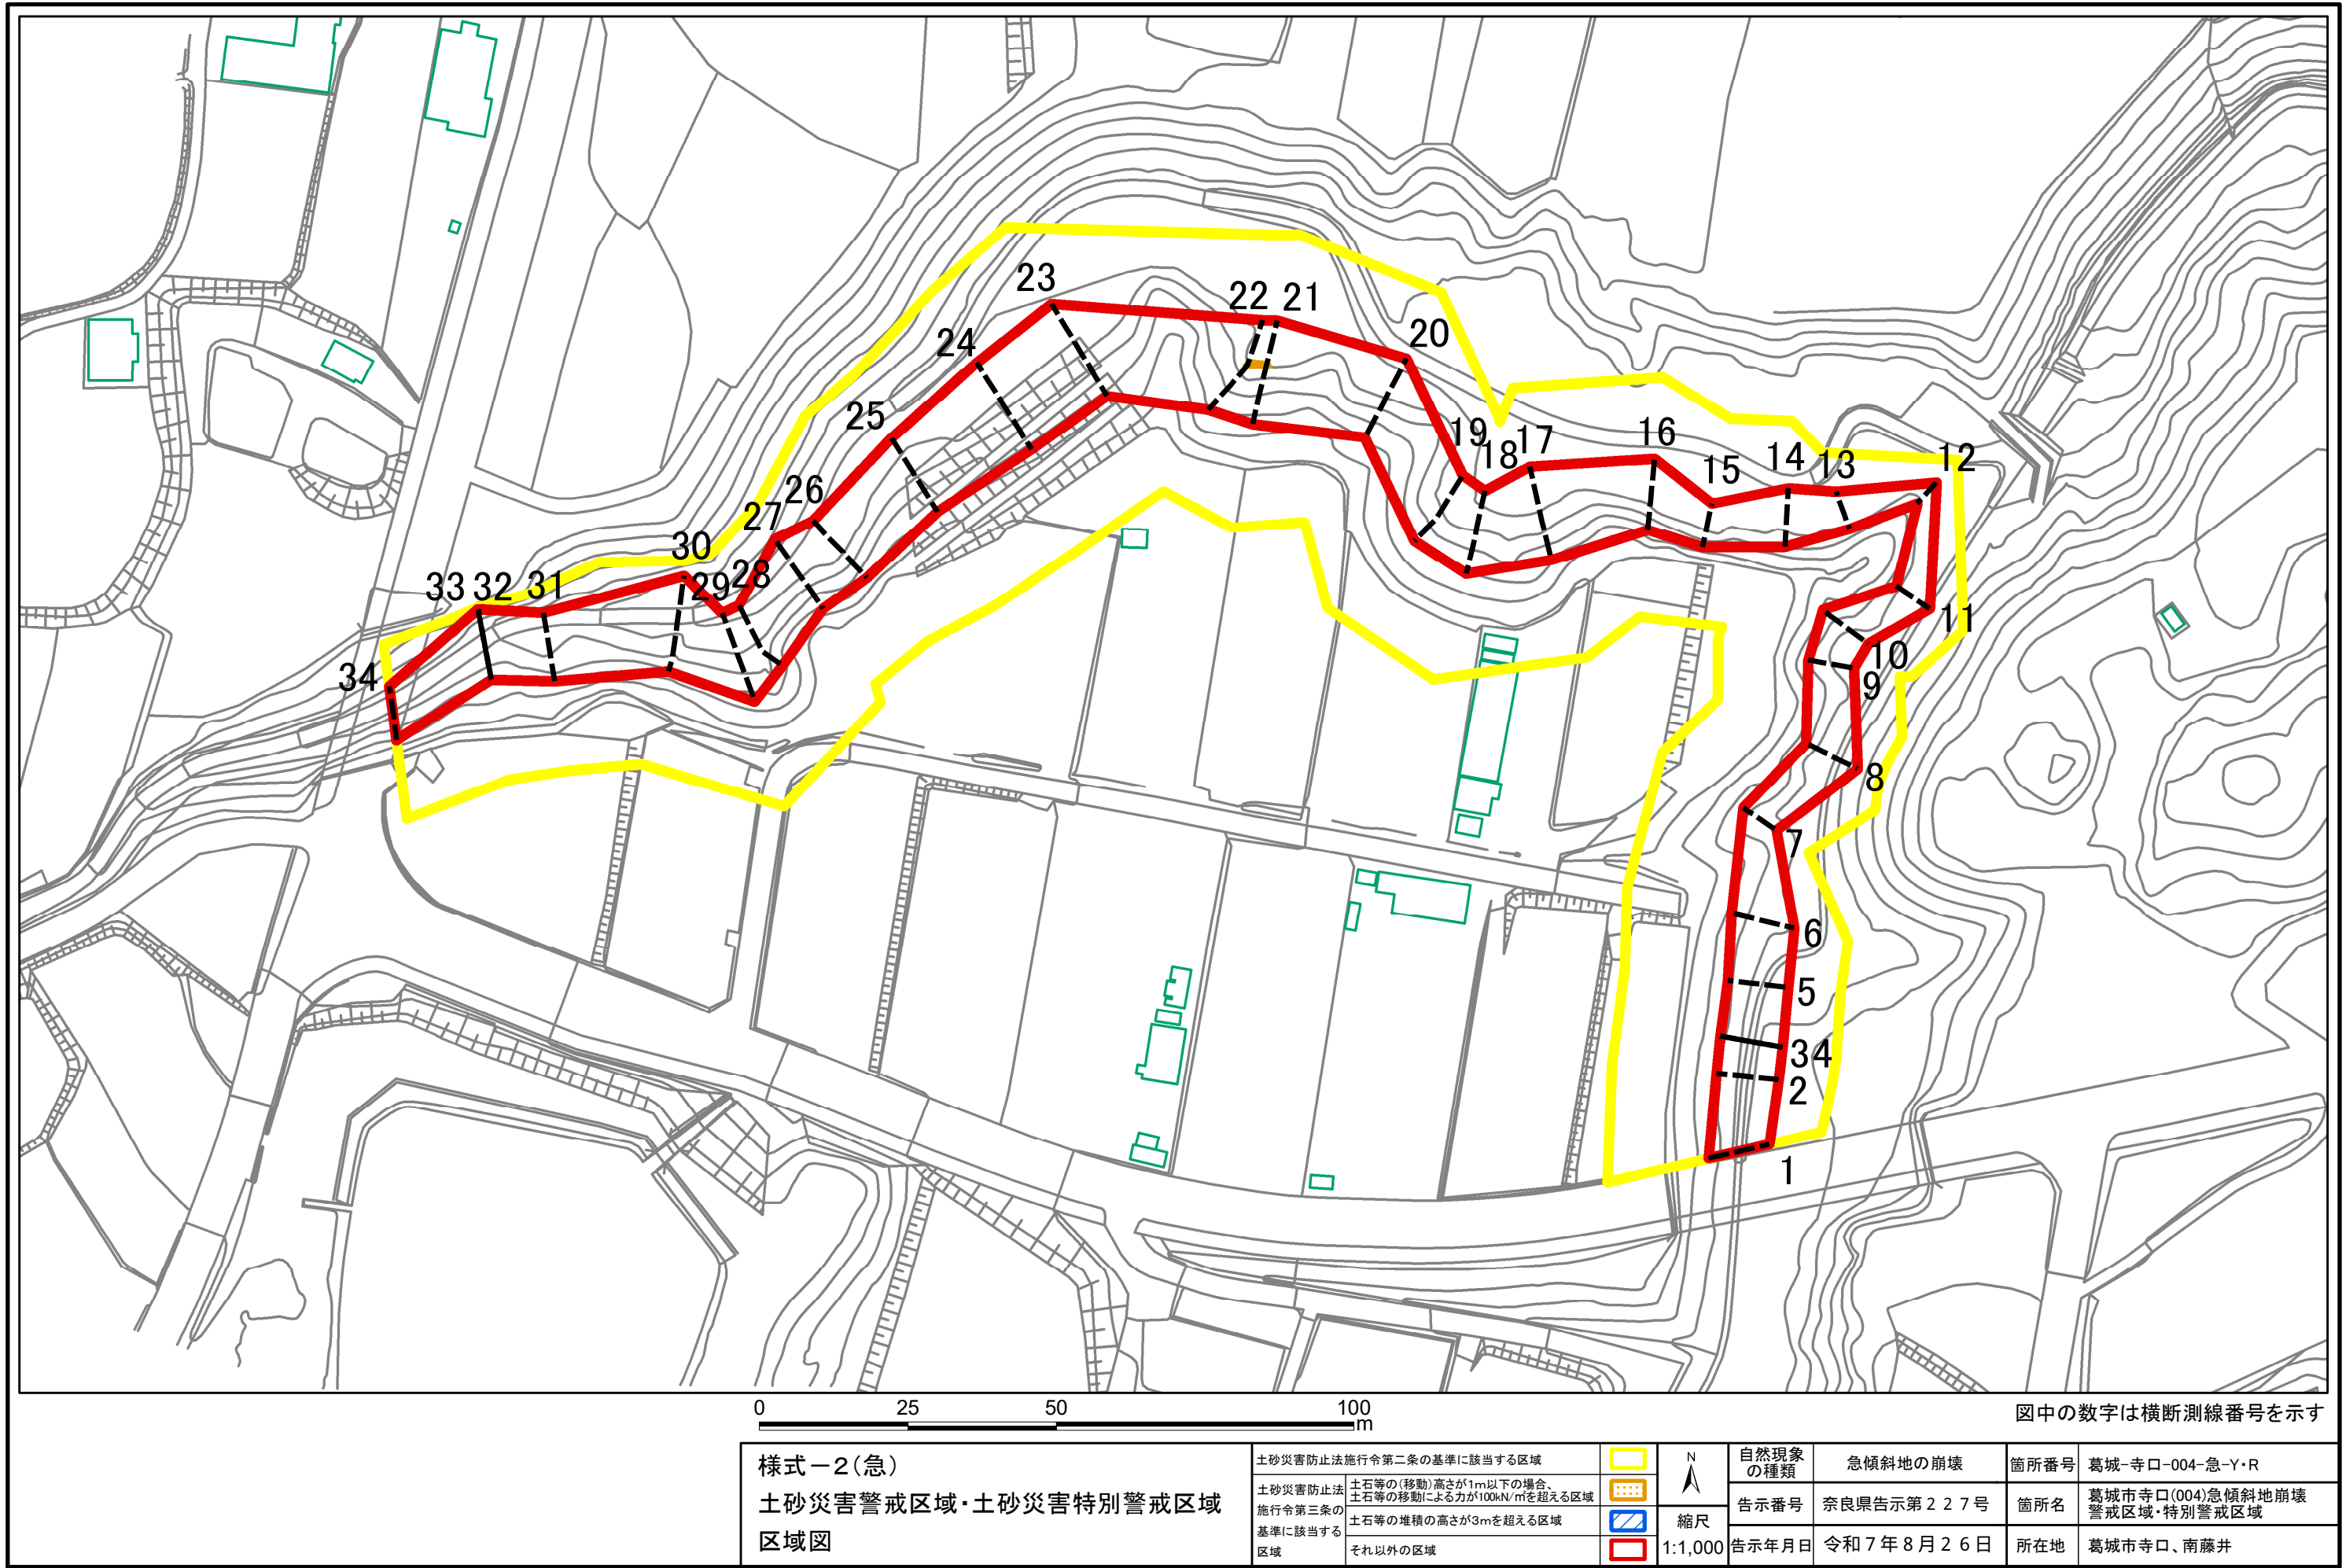 23
22 21
20
24
25
19
18
17
16
15
14
13
12
26
27
28
29
30
31
32
33
34
11
10
9
8
7
6
5
34
2
1
0 25 50 100
m
図中の数字は横断測線番号を示す
様式－2(急)
土砂災害警戒区域・土砂災害特別警戒区域
区域図
土砂災害防止法施行令第二条の基準に該当する区域
土砂災害防止法
施行令第三条の
基準に該当する
区域
土石等の(移動)高さが1m以下の場合、
土石等の移動による力が100kN/㎡を超える区域
土石等の堆積の高さが3mを超える区域
それ以外の区域
N
縮尺
1:1,000
自然現象
の種類
急傾斜地の崩壊
箇所番号
葛城-寺口-004-急-Y・R
告示番号
奈良県告示第２２７号
箇所名
葛城市寺口(004)急傾斜地崩壊
警戒区域・特別警戒区域
告示年月日
令和７年８月２６日
所在地
葛城市寺口、南藤井